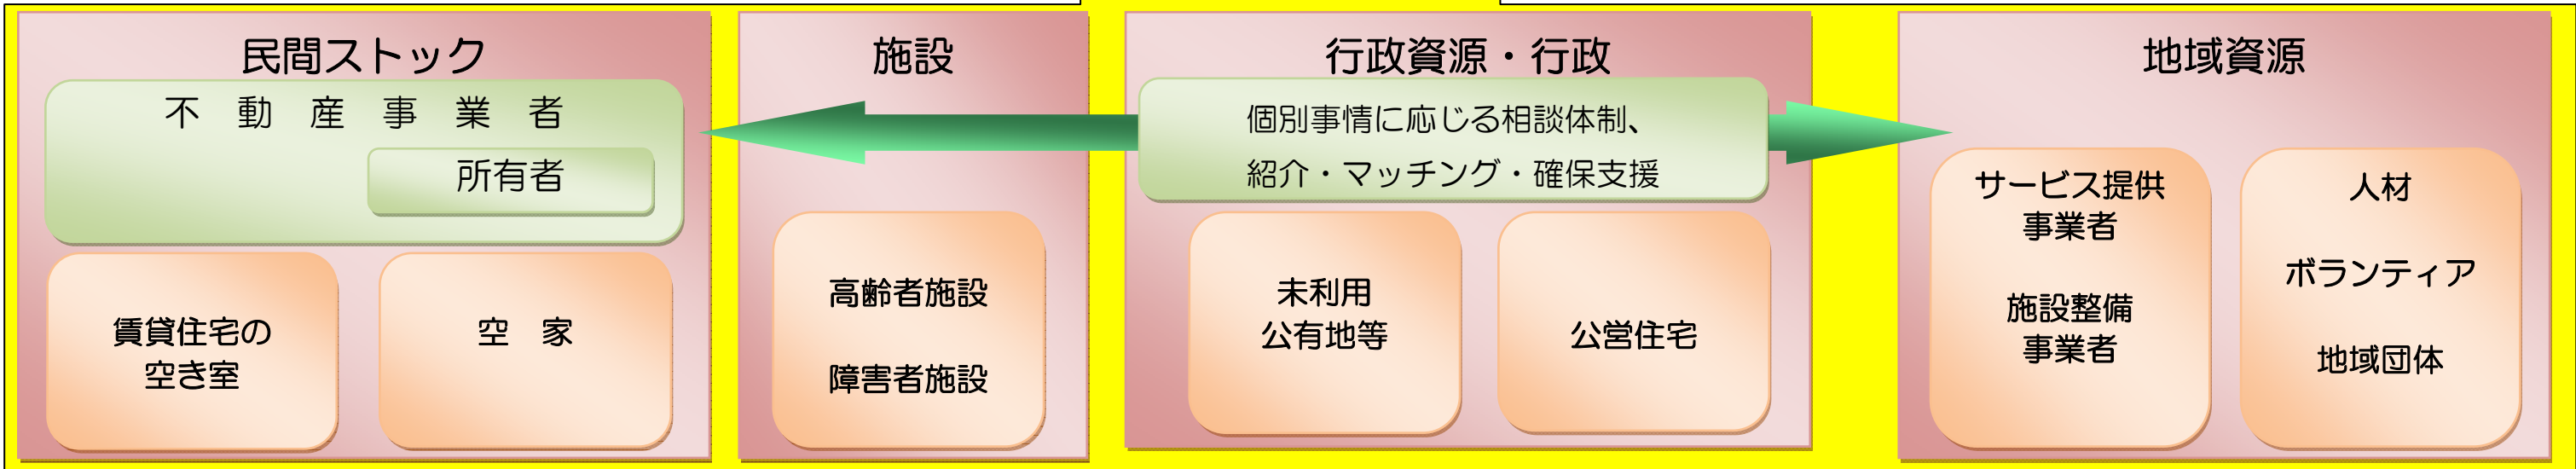 民間ストック
不動産事業者
所有者
賃貸住宅の
空き室
空 家
施設
高齢者施設
障害者施設
行政資源・行政
個別事情に応じる相談体制、
紹介・マッチング・確保支援
未利用
公有地等
公営住宅
地域資源
サービス提供
事業者
施設整備
事業者
人材
ボランティア
地域団体